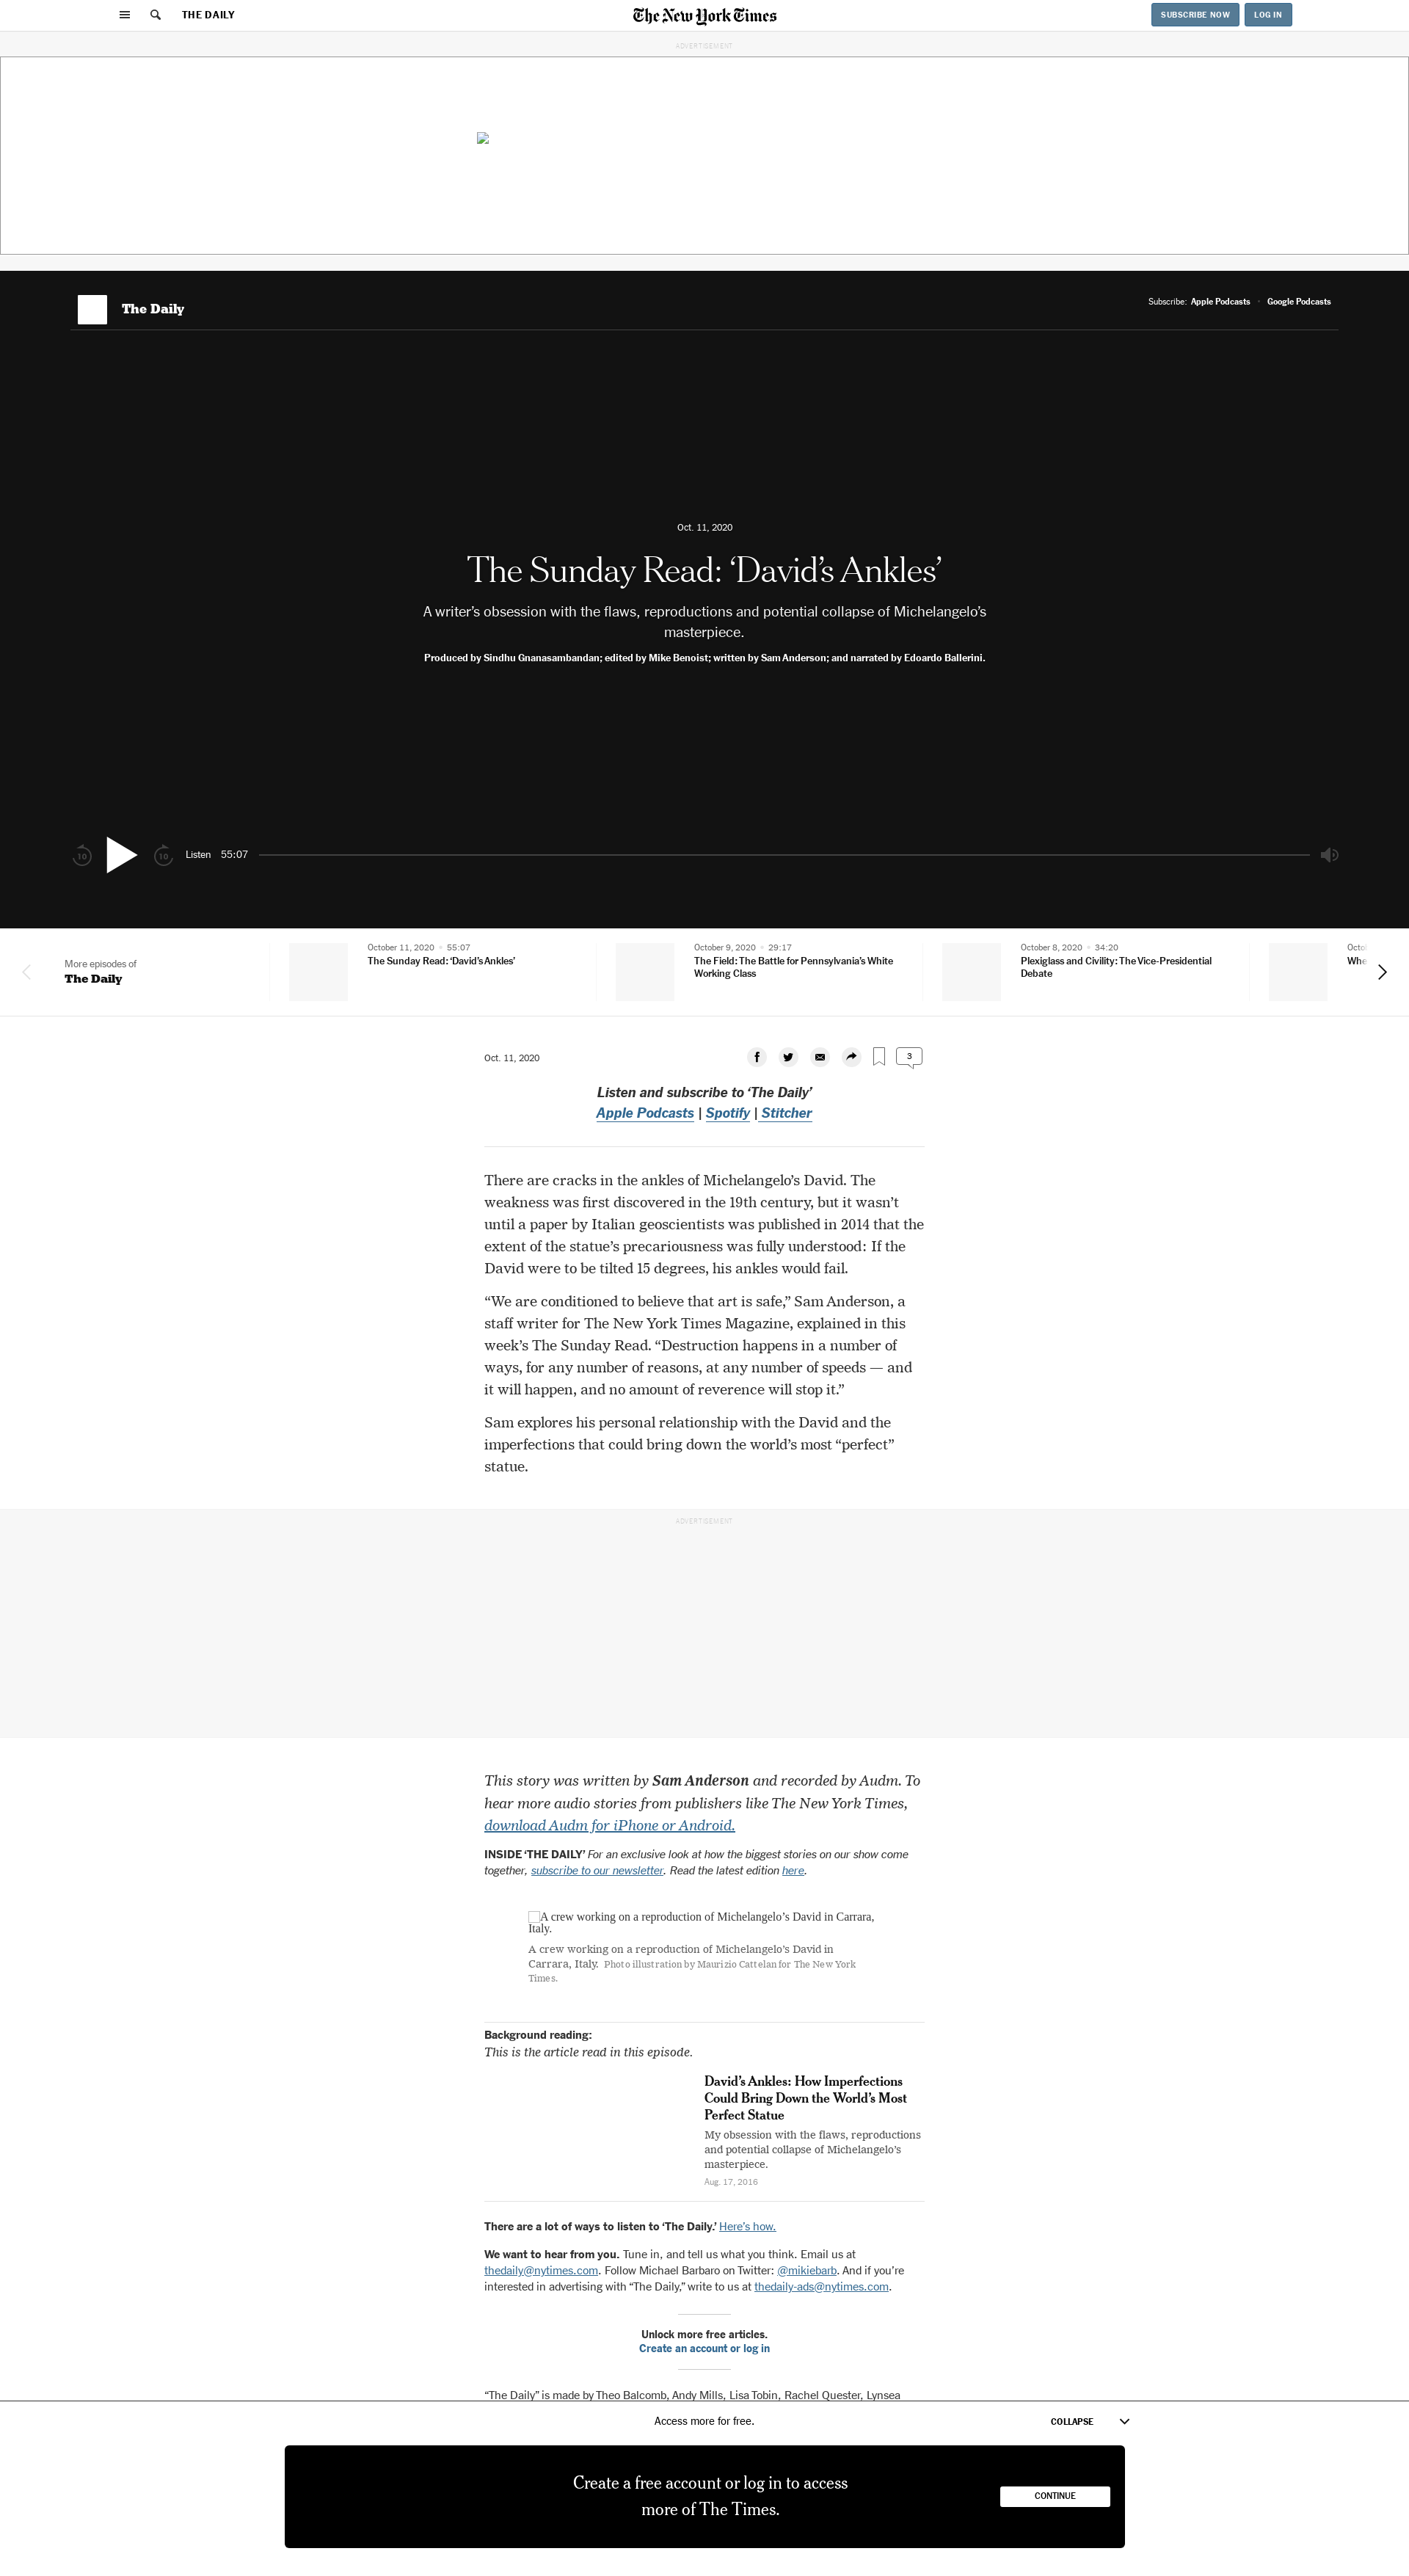 THE DAILY
The New York Times
SUBSCRIBE NOW
LOG IN
ADVERTISEMENT
The Daily
Subscribe: Apple Podcasts • Google Podcasts
Oct. 11, 2020
The Sunday Read: ‘David’s Ankles’
A writer’s obsession with the flaws, reproductions and potential collapse of Michelangelo’s
masterpiece.
Produced by Sindhu Gnanasambandan; edited by Mike Benoist; written by Sam Anderson; and narrated by Edoardo Ballerini.
10
10
Listen 55:07
More episodes of
The Daily
October 11, 2020 • 55:07
The Sunday Read: ‘David’s Ankles’
October 9, 2020 • 29:17
The Field: The Battle for Pennsylvania’s White
Working Class
October 8, 2020 • 34:20
Plexiglass and Civility: The Vice-Presidential
Debate
Octo
Whe
Oct. 11, 2020
3
Listen and subscribe to ‘The Daily’
Apple Podcasts | Spotify | Stitcher
There are cracks in the ankles of Michelangelo’s David. The
weakness was first discovered in the 19th century, but it wasn’t
until a paper by Italian geoscientists was published in 2014 that the
extent of the statue’s precariousness was fully understood: If the
David were to be tilted 15 degrees, his ankles would fail.
“We are conditioned to believe that art is safe,” Sam Anderson, a
staff writer for The New York Times Magazine, explained in this
week’s The Sunday Read. “Destruction happens in a number of
ways, for any number of reasons, at any number of speeds — and
it will happen, and no amount of reverence will stop it.”
Sam explores his personal relationship with the David and the
imperfections that could bring down the world’s most “perfect”
statue.
ADVERTISEMENT
This story was written by Sam Anderson and recorded by Audm. To
hear more audio stories from publishers like The New York Times,
download Audm for iPhone or Android.
INSIDE ‘THE DAILY’ For an exclusive look at how the biggest stories on our show come
together, subscribe to our newsletter. Read the latest edition here.
A crew working on a reproduction of Michelangelo’s David in Carrara,
Italy.
A crew working on a reproduction of Michelangelo’s David in
Carrara, Italy. Photo illustration by Maurizio Cattelan for The New York
Times.
Background reading:
This is the article read in this episode.
David’s Ankles: How Imperfections
Could Bring Down the World’s Most
Perfect Statue
My obsession with the flaws, reproductions
and potential collapse of Michelangelo’s
masterpiece.
Aug. 17, 2016
There are a lot of ways to listen to ‘The Daily.’ Here’s how.
We want to hear from you. Tune in, and tell us what you think. Email us at
thedaily@nytimes.com. Follow Michael Barbaro on Twitter: @mikiebarb. And if you’re
interested in advertising with “The Daily,” write to us at thedaily-ads@nytimes.com.
Unlock more free articles.
Create an account or log in
“The Daily” is made by Theo Balcomb, Andy Mills, Lisa Tobin, Rachel Quester, Lynsea
Access more for free.
COLLAPSE
Create a free account or log in to access
more of The Times.
CONTINUE